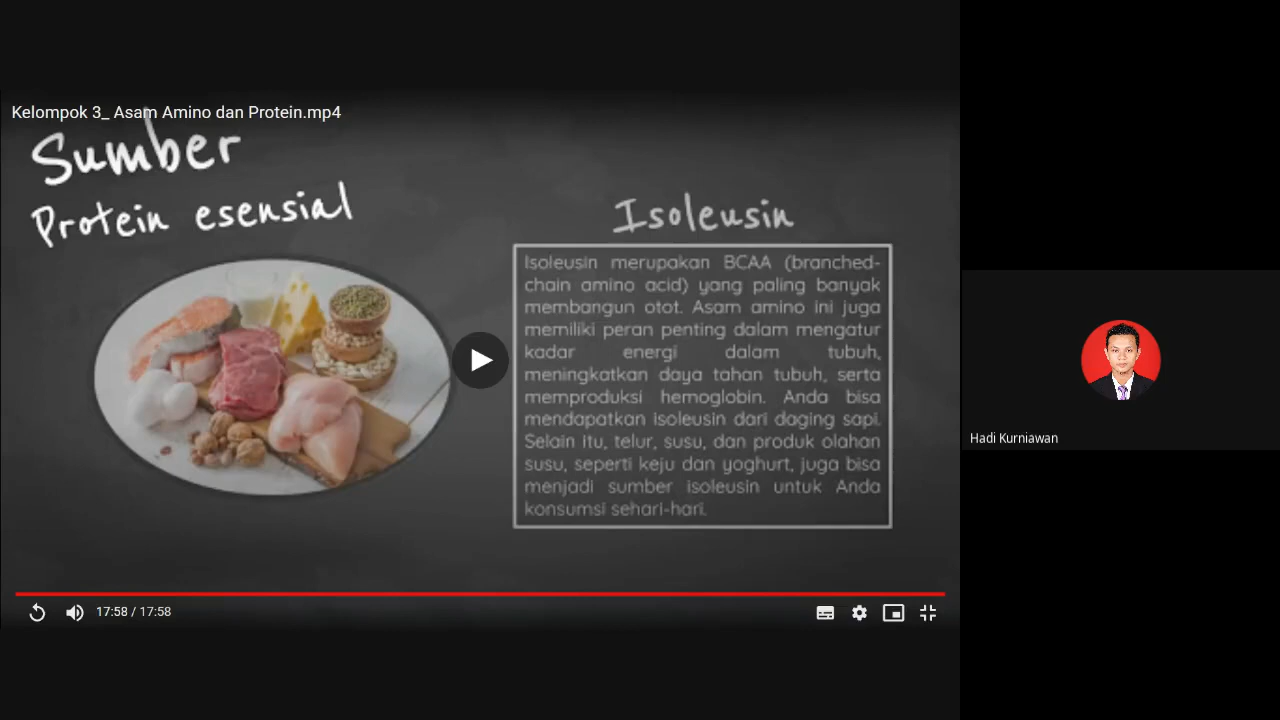 Kelompok 3_ Asam Amino dan Protein.mp4
Sumber
Protein esensial
Isoleusin
Isoleusin merupakan BCAA (branched-
chain amino acid) yang paling banyak
membangun otot. Asam amino ini juga
memiliki peran penting dalam mengatur
kadar energi dalam tubuh,
meningkatkan daya tahan tubuh, serta
memproduksi hemoglobin. Anda bisa
mendapatkan isoleusin dari daging sapi.
Selain itu, telur, susu, dan produk olahan
susu, seperti keju dan yoghurt, juga bisa
menjadi sumber isoleusin untuk Anda
konsumsi sehari-hari.
17:58 / 17:58
Hadi Kurniawan